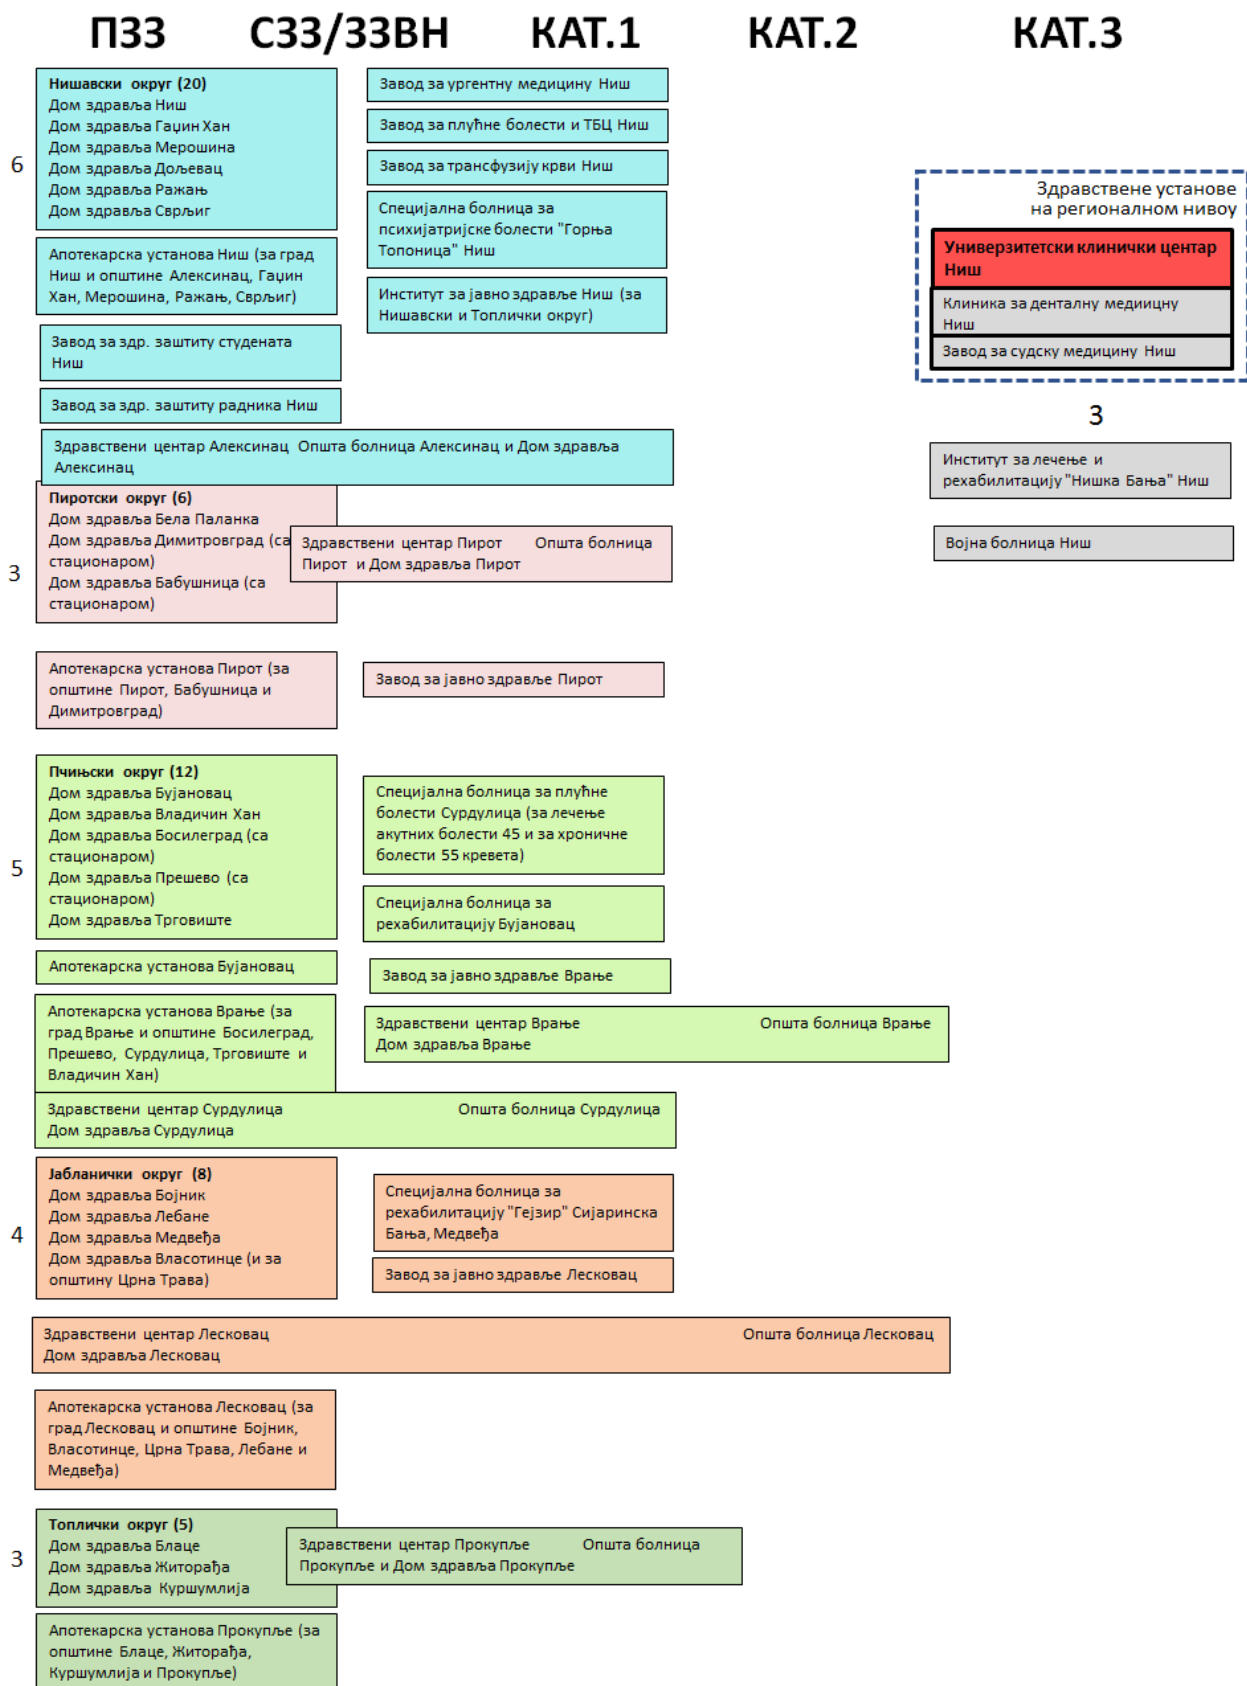 ПЗЗ СЗЗ/ЗЗВН КАТ.1 КАТ.2 КАТ.3
Нишавски округ (20)
Дом здравља Ниш
Дом здравља Гаџин Хан
Дом здравља Мерошина
Дом здравља Дољевац
Дом здравља Ражањ
Дом здравља Сврљиг
6
Апотекарска установа Ниш (за град
Ниш и општине Алексинац, Гаџин
Хан, Мерошина, Ражањ, Сврљиг)
Завод за здр. заштиту студената
Ниш
Завод за здр. заштиту радника Ниш
Завод за ургентну медицину Ниш
Завод за плућне болести и ТБЦ Ниш
Завод за трансфузију крви Ниш
Специјална болница за
психијатријске болести "Горња
Топоница" Ниш
Институт за јавно здравље Ниш (за
Нишавски и Топлички округ)
Здравствени центар Алексинац Општа болница Алексинац и Дом здравља
Алексинац
Здравствене установе
на регионалном нивоу
Универзитетски клинички центар
Ниш
Клиника за денталну медиицну
Ниш
Завод за судску медицину Ниш
3
Институт за лечење и
рехабилитацију "Нишка Бања" Ниш
Војна болница Ниш
Пиротски округ (6)
Дом здравља Бела Паланка
Дом здравља Димитровград (са
стационаром)
Дом здравља Бабушница (са
стационаром)
3
Здравствени центар Пирот Општа болница
Пирот и Дом здравља Пирот
Апотекарска установа Пирот (за
општине Пирот, Бабушница и
Димитровград)
Завод за јавно здравље Пирот
Пчињски округ (12)
Дом здравља Бујановац
Дом здравља Владичин Хан
Дом здравља Босилеград (са
стационаром)
Дом здравља Прешево (са
стационаром)
Дом здравља Трговиште
5
Специјална болница за плућне
болести Сурдулица (за лечење
акутних болести 45 и за хроничне
болести 55 кревета)
Специјална болница за
рехабилитацију Бујановац
Апотекарска установа Бујановац
Завод за јавно здравље Врање
Апотекарска установа Врање (за
град Врање и општине Босилеград,
Прешево, Сурдулица, Трговиште и
Владичин Хан)
Здравствени центар Врање Општа болница Врање
Дом здравља Врање
Здравствени центар Сурдулица Општа болница Сурдулица
Дом здравља Сурдулица
Јабланички округ (8)
Дом здравља Бојник
Дом здравља Лебане
Дом здравља Медвеђа
Дом здравља Власотинце (и за
општину Црна Трава)
4
Специјална болница за
рехабилитацију "Гејзир" Сијаринска
Бања, Медвеђа
Завод за јавно здравље Лесковац
Здравствени центар Лесковац Општа болница Лесковац
Дом здравља Лесковац
Апотекарска установа Лесковац (за
град Лесковац и општине Бојник,
Власотинце, Црна Трава, Лебане и
Медвеђа)
Топлички округ (5)
Дом здравља Блаце
Дом здравља Житорађа
Дом здравља Куршумлија
3
Здравствени центар Прокупље Општа болница
Прокупље и Дом здравља Прокупље
Апотекарска установа Прокупље (за
општине Блаце, Житорађа,
Куршумлија и Прокупље)